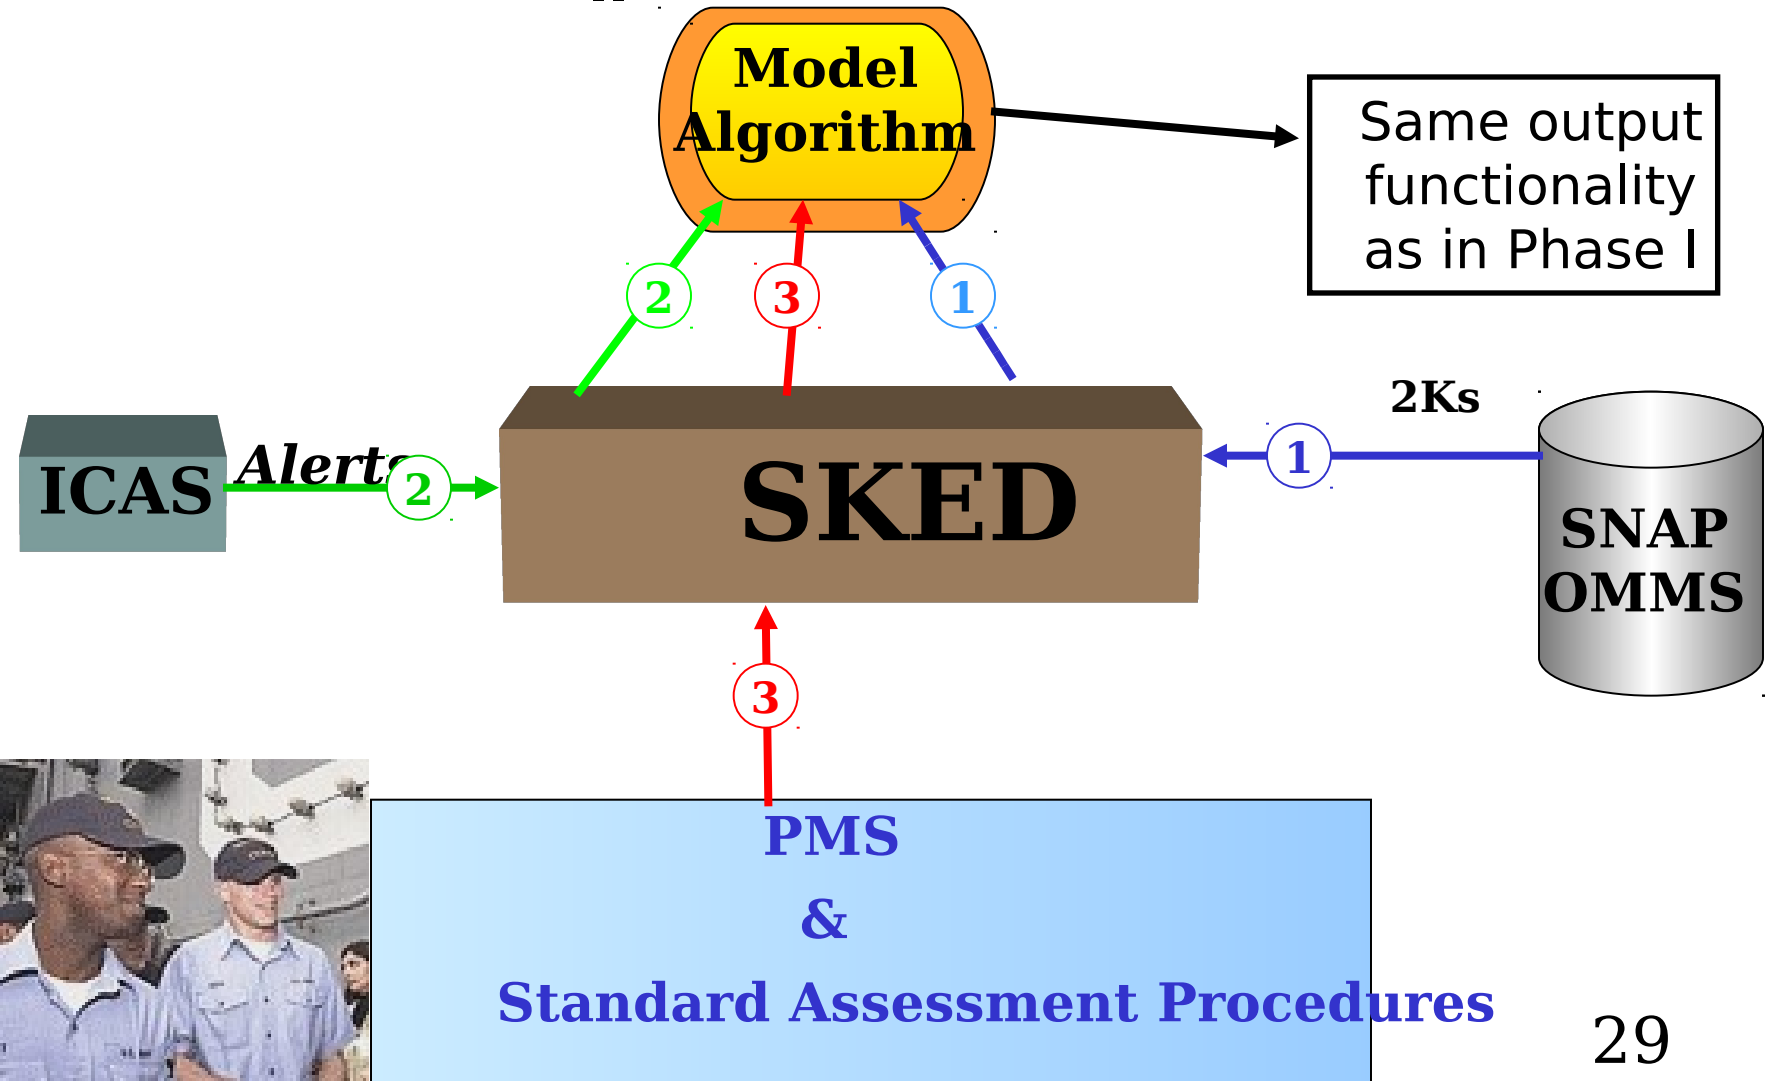 Model
Algorithm
Same output
functionality
as in Phase I
2
3
1
2Ks
Alerts
ICAS
2
SKED
1
SNAP
OMMS
3
PMS
&
Standard Assessment Procedures
29